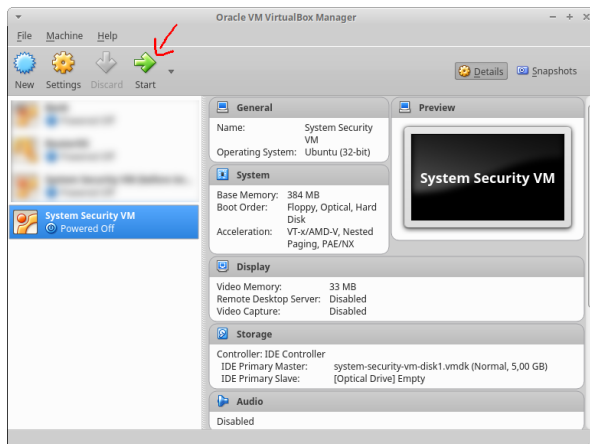 Oracle VM VirtualBox Manager
File Machine Help
New Settings Discard Start
Details Snapshots
Powered Off
System Security VM
Powered Off
General
Name: System Security
VM
Operating System: Ubuntu (32-bit)
System
Base Memory: 384 MB
Boot Order: Floppy, Optical, Hard
Disk
Acceleration: VT-x/AMD-V, Nested
Paging, PAE/NX
Preview
System Security VM
Display
Video Memory: 33 MB
Remote Desktop Server: Disabled
Video Capture: Disabled
Storage
Controller: IDE Controller
IDE Primary Master: system-security-vm-disk1.vmdk (Normal, 5,00 GB)
IDE Primary Slave: [Optical Drive] Empty
Audio
Disabled